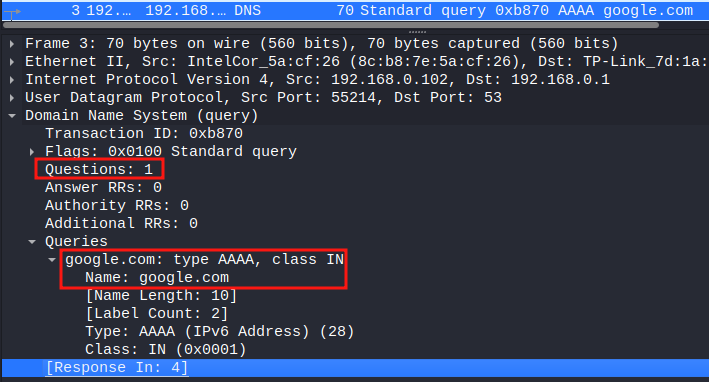 3 192.… 192.168.… DNS 70 Standard query 0xb870 AAAA google.com
Frame 3: 70 bytes on wire (560 bits), 70 bytes captured (560 bits)
Ethernet II, Src: IntelCor_5a:cf:26 (8c:b8:7e:5a:cf:26), Dst: TP-Link_7d:1a:
Internet Protocol Version 4, Src: 192.168.0.102, Dst: 192.168.0.1
User Datagram Protocol, Src Port: 55214, Dst Port: 53
Domain Name System (query)
Transaction ID: 0xb870
Flags: 0x0100 Standard query
Questions: 1
Answer RRs: 0
Authority RRs: 0
Additional RRs: 0
Queries
google.com: type AAAA, class IN
Name: google.com
[Name Length: 10]
[Label Count: 2]
Type: AAAA (IPv6 Address) (28)
Class: IN (0x0001)
[Response In: 4]